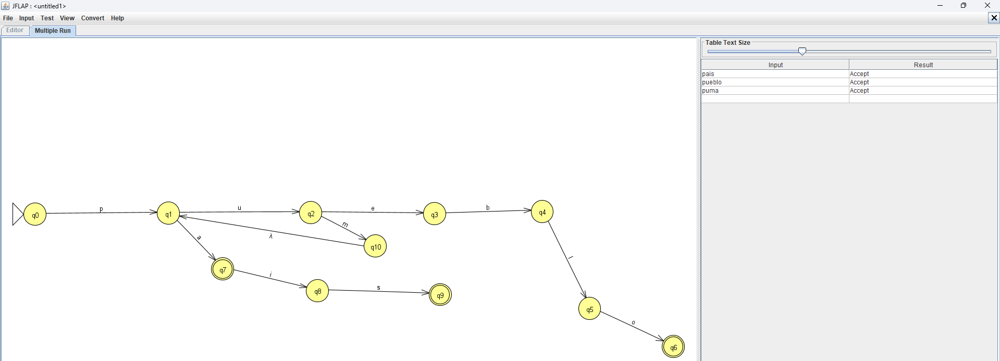 JFLAP : <untitled1>
File Input Test View Convert Help
Editor Multiple Run
Table Text Size
Input Result
pais Accept
pueblo Accept
puma Accept
p
u
e
b
q0
q1
q2
q3
q4
m
λ
a
q10
l
q7
i
q8
s
q9
q5
o
q6